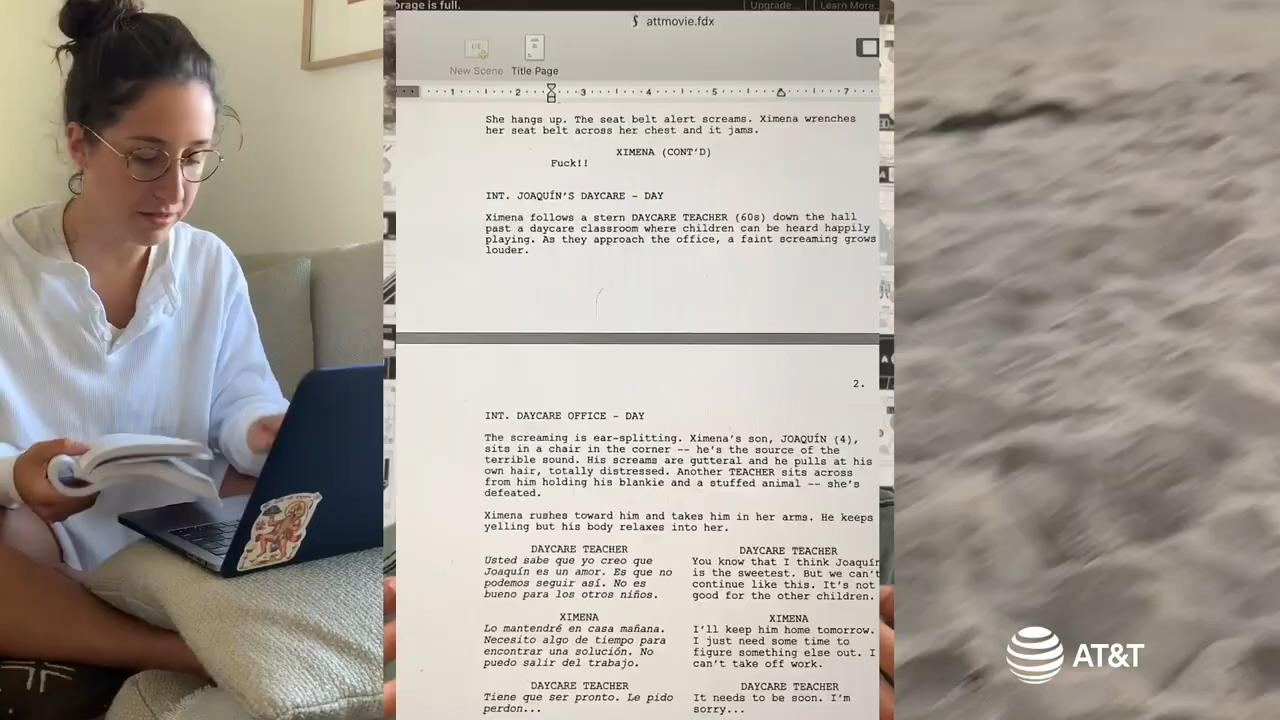 orage is full.
Upgrade...
Learn More...
attmovie.fdx
New Scene
Title Page
1 2 3 4 5 7
She hangs up. The seat belt alert screams. Ximena wrenches
her seat belt across her chest and it jams.
XIMENA (CONT'D)
Fuck!!
INT. JOAQUÍN'S DAYCARE - DAY
Ximena follows a stern DAYCARE TEACHER (60s) down the hall
past a daycare classroom where children can be heard happily
playing. As they approach the office, a faint screaming grows
louder.
2.
INT. DAYCARE OFFICE - DAY
The screaming is ear-splitting. Ximena's son, JOAQUÍN (4),
sits in a chair in the corner -- he's the source of the
terrible sound. His screams are gutteral and he pulls at his
own hair, totally distressed. Another TEACHER sits across
from him holding his blankie and a stuffed animal -- she's
defeated.
Ximena rushes toward him and takes him in her arms. He keeps
yelling but his body relaxes into her.
DAYCARE TEACHER
Usted sabe que yo creo que
Joaquín es un amor. Es que no
podemos seguir así. No es
bueno para los otros niños.
DAYCARE TEACHER
You know that I think Joaquín
is the sweetest. But we can't
continue like this. It's not
good for the other children.
XIMENA
Lo mantendré en casa mañana.
Necesito algo de tiempo para
encontrar una solución. No
puedo salir del trabajo.
XIMENA
I'll keep him home tomorrow.
I just need some time to
figure something else out. I
can't take off work.
DAYCARE TEACHER
Tiene que ser pronto. Le pido
perdon...
DAYCARE TEACHER
It needs to be soon. I'm
sorry...
AT&T